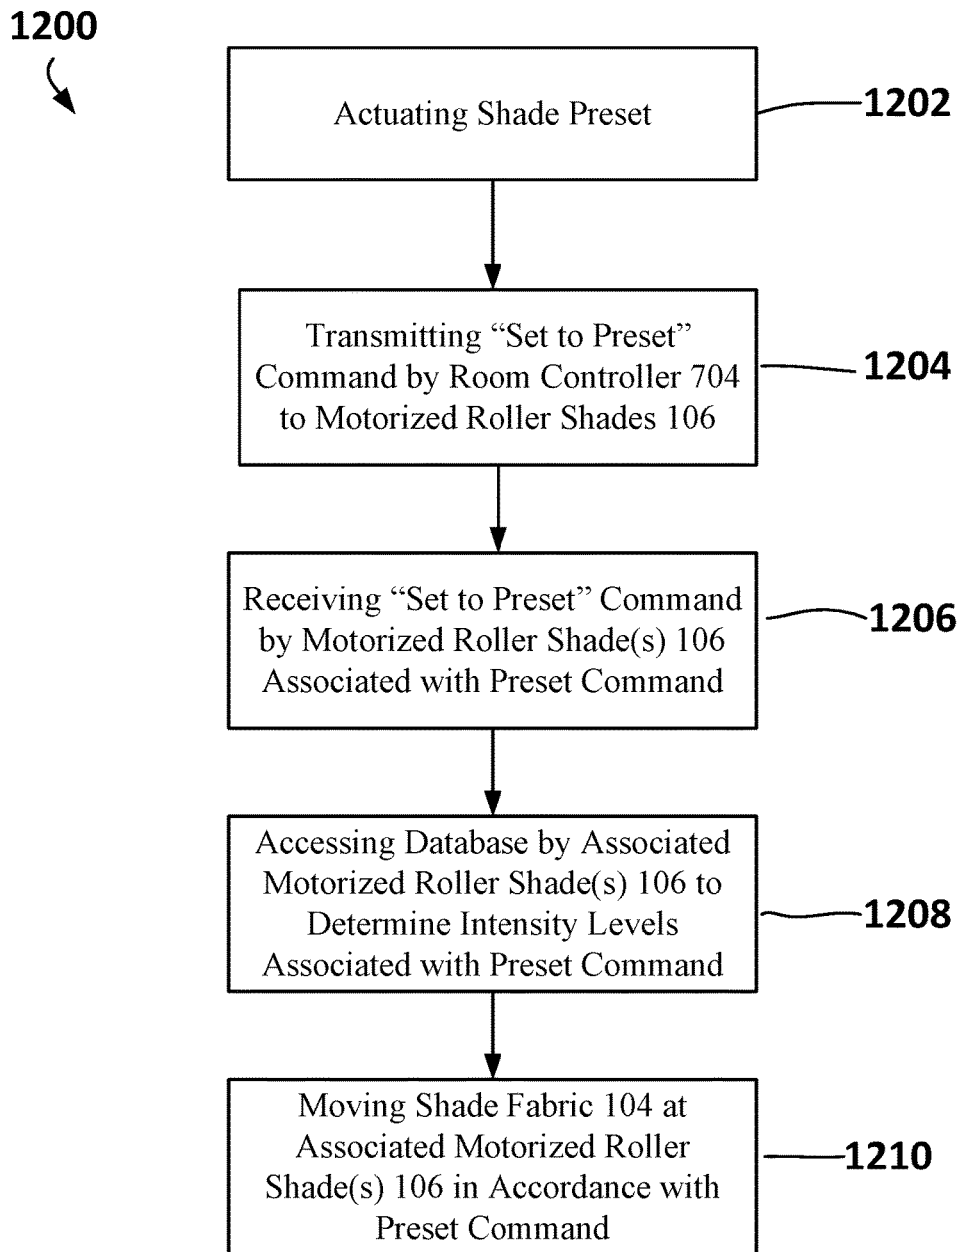 1200
Actuating Shade Preset
1202
Transmitting “Set to Preset”
Command by Room Controller 704
to Motorized Roller Shades 106
1204
Receiving “Set to Preset” Command
by Motorized Roller Shade(s) 106
Associated with Preset Command
1206
Accessing Database by Associated
Motorized Roller Shade(s) 106 to
Determine Intensity Levels
Associated with Preset Command
1208
Moving Shade Fabric 104 at
Associated Motorized Roller
Shade(s) 106 in Accordance with
Preset Command
1210